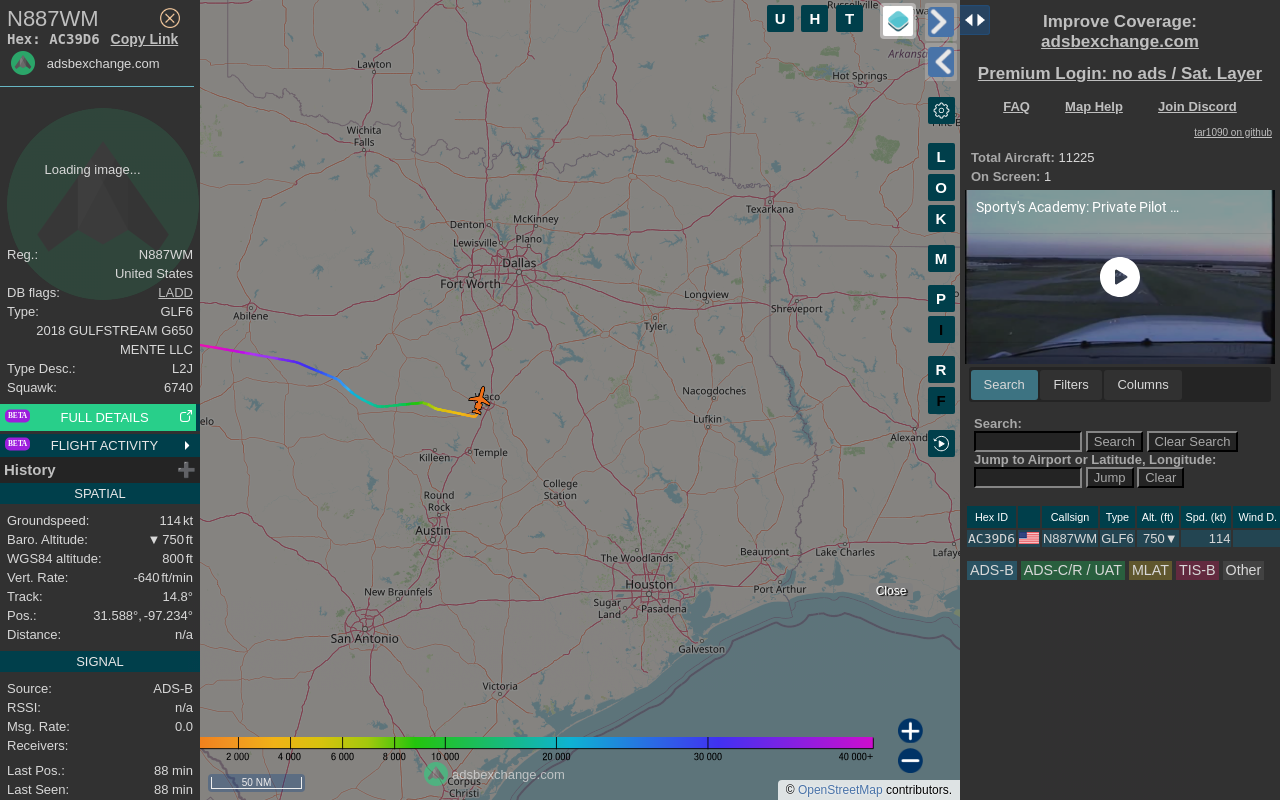 N887WM
Hex: AC39D6 Copy Link
adsbexchange.com
Loading image...
Reg.: N887WM
United States
DB flags: LADD
Type: GLF6
2018 GULFSTREAM G650
MENTE LLC
Type Desc.: L2J
Squawk: 6740
BETA FULL DETAILS
BETA FLIGHT ACTIVITY
History
SPATIAL
Groundspeed: 114 kt
Baro. Altitude: ▼ 750 ft
WGS84 altitude: 800 ft
Vert. Rate: -640 ft/min
Track: 14.8°
Pos.: 31.588°, -97.234°
Distance: n/a
SIGNAL
Source: ADS-B
RSSI: n/a
Msg. Rate: 0.0
Receivers:
Last Pos.: 88 min
Last Seen: 88 min
U H T
L
O
K
M
P
I
R
F
Russellville
Lawton
Arkansas
Hot Springs
Wichita
Falls
Texarkana
Denton
McKinney
Lewisville
Plano
Dallas
Fort Worth
Longview
Shreveport
Abilene
Tyler
aco
Nacogdoches
elo
Lufkin
Alexand
Killeen
Temple
College
Station
Round
Rock
Austin
The Woodlands
Beaumont
Lake Charles
Lafaye
Houston
New Braunfels
Port Arthur
Close
Sugar
Land
Pasadena
San Antonio
Galveston
Victoria
2 000 4 000 6 000 8 000 10 000 20 000 30 000 40 000+
adsbexchange.com
50 NM
Corpus
Christi
© OpenStreetMap contributors.
Improve Coverage:
adsbexchange.com
Premium Login: no ads / Sat. Layer
FAQ Map Help Join Discord
tar1090 on github
Total Aircraft: 11225
On Screen: 1
Sporty's Academy: Private Pilot ...
Search Filters Columns
Search:
Search Clear Search
Jump to Airport or Latitude, Longitude:
Jump Clear
Hex ID Callsign Type Alt. (ft) Spd. (kt) Wind D.
AC39D6 N887WM GLF6 750▼ 114
ADS-B ADS-C/R / UAT MLAT TIS-B Other